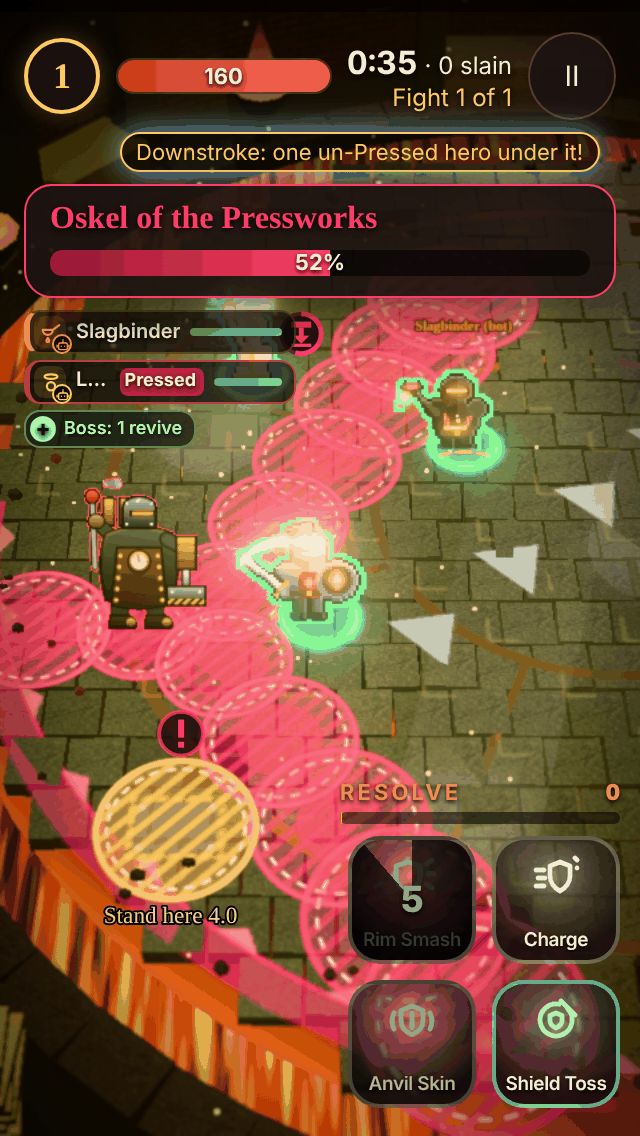 1
160
0:35 · 0 slain
Fight 1 of 1
Downstroke: one un-Pressed hero under it!
Oskel of the Pressworks
52%
Slagbinder
Slagbinder (bot)
L... Pressed
Boss: 1 revive
!
Stand here 4.0
RESOLVE 0
5
Rim Smash
Charge
Anvil Skin
Shield Toss